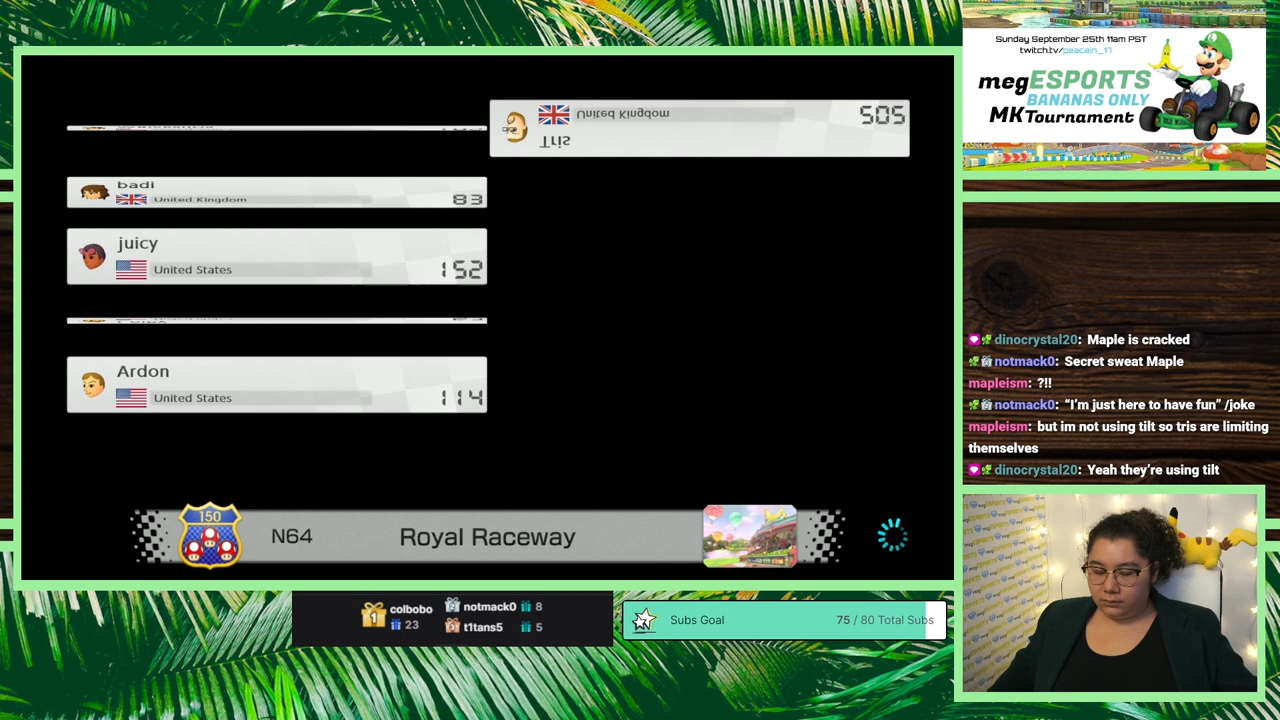 Sunday September 25th 11am PST
twitch.tv/peacein_17
megESPORTS
BANANAS ONLY
MKTournament
United Kingdom
505
Tris
badi
United Kingdom
83
juicy
United States
152
Ardon
United States
114
150
N64
Royal Raceway
dinocrystal20: Maple is cracked
notmack0: Secret sweat Maple
mapleism: ?!!
notmack0: “I’m just here to have fun” /joke
mapleism: but im not using tilt so tris are limiting
themselves
dinocrystal20: Yeah they’re using tilt
1
colbobo
23
2
notmack0
8
3
t1tans5
5
Subs Goal
75 / 80 Total Subs